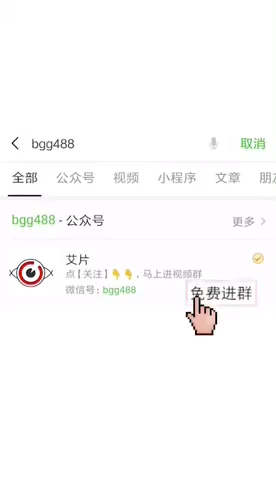 bgg488
取消
全部 公众号 视频 小程序 文章 朋
bgg488 - 公众号 更多
艾片
点【关注】👇👇，马上进视频群
微信号: bgg488
免费进群